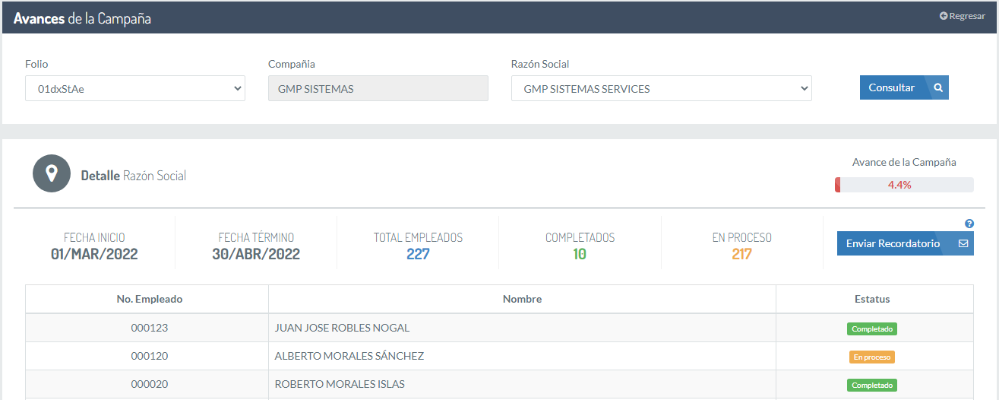 Avances de la Campaña
Regresar
Folio
Compañia
Razón Social
01dxStAe
GMP SISTEMAS
GMP SISTEMAS SERVICES
Consultar
Detalle Razón Social
Avance de la Campaña
4.4%
FECHA INICIO
01/MAR/2022
FECHA TÉRMINO
30/ABR/2022
TOTAL EMPLEADOS
227
COMPLETADOS
10
EN PROCESO
217
?
Enviar Recordatorio
No. Empleado Nombre Estatus
000123 JUAN JOSE ROBLES NOGAL Completado
000120 ALBERTO MORALES SÁNCHEZ En proceso
000020 ROBERTO MORALES ISLAS Completado